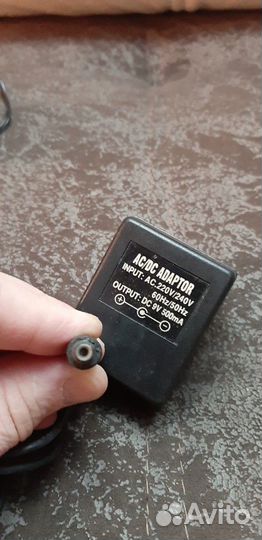 AC/DC ADAPTOR
INPUT: AC.220V/240V
60Hz/50Hz
OUTPUT: DC 9V 500mA
+ -
Avito